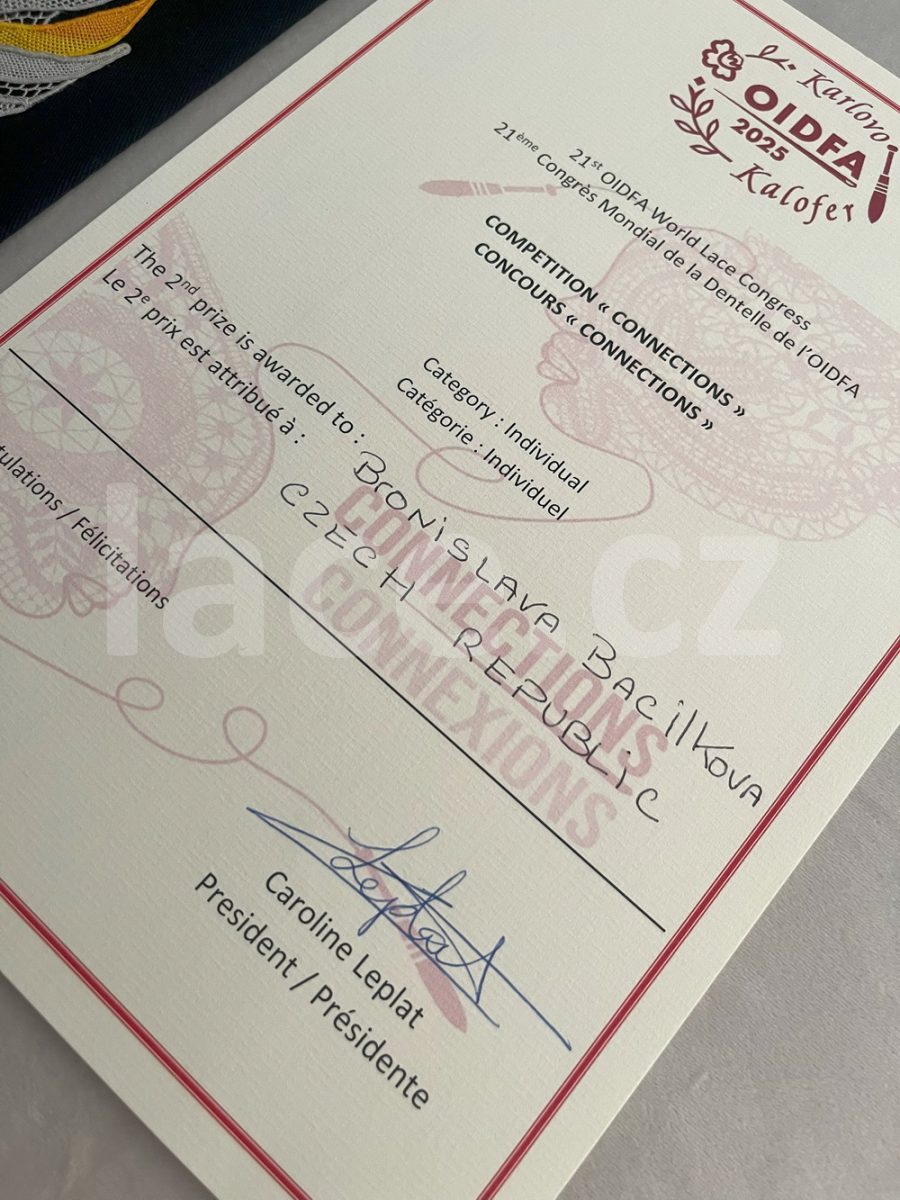 Karlovo
OIDFA
2025
Kalofer
21st OIDFA World Lace Congress
21ème Congrès Mondial de la Dentelle de l'OIDFA
COMPETITION « CONNECTIONS »
CONCOURS « CONNECTIONS »
Category : Individual
Catégorie : Individuel
The 2nd prize is awarded to :
Le 2e prix est attribué à :
BRONISLAVA BACILKOVA
CZECH REPUBLIC
CONNECTIONS
CONNEXIONS
tulations / Félicitations
Leplat
Caroline Leplat
President / Présidente
lace.cz